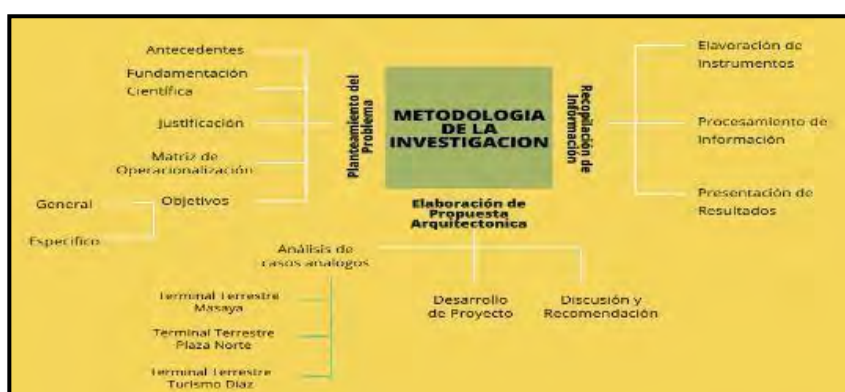 Antecedentes
Fundamentación
Científica
Justificación
Matriz de
Operacionalización
Objetivos
General
Específico
Planteamiento del
Problema
METODOLOGIA
DE LA
INVESTIGACION
Recopilación de
Información
Elavoración de
Instrumentos
Procesamiento de
Información
Presentación de
Resultados
Elaboración de
Propuesta
Arquitectonica
Análisis de
casos analogos
Terminal Terrestre
Masaya
Terminal Terrestre
Plaza Norte
Terminal Terrestre
Turismo Diaz
Desarrollo
de Proyecto
Discusión y
Recomendación